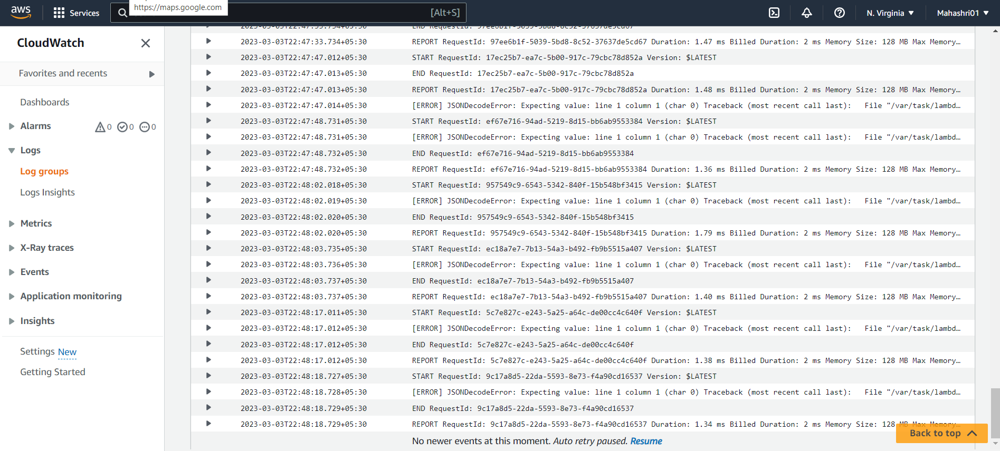 aws
Services
https://maps.google.com
[Alt+S]
N. Virginia
Mahashri01
CloudWatch
Favorites and recents
Dashboards
Alarms
0
0
0
Logs
Log groups
Logs Insights
Metrics
X-Ray traces
Events
Application monitoring
Insights
Settings New
Getting Started
2023-03-03T22:47:33.734+05:30 END RequestId: 97ee6b1f-5039-5bd8-8c52-37637de5cd67
2023-03-03T22:47:33.734+05:30 REPORT RequestId: 97ee6b1f-5039-5bd8-8c52-37637de5cd67 Duration: 1.47 ms Billed Duration: 2 ms Memory Size: 128 MB Max Memory…
2023-03-03T22:47:47.012+05:30 START RequestId: 17ec25b7-ea7c-5b00-917c-79cbc78d852a Version: $LATEST
2023-03-03T22:47:47.013+05:30 END RequestId: 17ec25b7-ea7c-5b00-917c-79cbc78d852a
2023-03-03T22:47:47.013+05:30 REPORT RequestId: 17ec25b7-ea7c-5b00-917c-79cbc78d852a Duration: 1.48 ms Billed Duration: 2 ms Memory Size: 128 MB Max Memory…
2023-03-03T22:47:47.014+05:30 [ERROR] JSONDecodeError: Expecting value: line 1 column 1 (char 0) Traceback (most recent call last): File "/var/task/lambd…
2023-03-03T22:47:48.731+05:30 START RequestId: ef67e716-94ad-5219-8d15-bb6ab9553384 Version: $LATEST
2023-03-03T22:47:48.731+05:30 [ERROR] JSONDecodeError: Expecting value: line 1 column 1 (char 0) Traceback (most recent call last): File "/var/task/lambd…
2023-03-03T22:47:48.732+05:30 END RequestId: ef67e716-94ad-5219-8d15-bb6ab9553384
2023-03-03T22:47:48.732+05:30 REPORT RequestId: ef67e716-94ad-5219-8d15-bb6ab9553384 Duration: 1.36 ms Billed Duration: 2 ms Memory Size: 128 MB Max Memory…
2023-03-03T22:48:02.018+05:30 START RequestId: 957549c9-6543-5342-840f-15b548bf3415 Version: $LATEST
2023-03-03T22:48:02.019+05:30 [ERROR] JSONDecodeError: Expecting value: line 1 column 1 (char 0) Traceback (most recent call last): File "/var/task/lambd…
2023-03-03T22:48:02.020+05:30 END RequestId: 957549c9-6543-5342-840f-15b548bf3415
2023-03-03T22:48:02.020+05:30 REPORT RequestId: 957549c9-6543-5342-840f-15b548bf3415 Duration: 1.79 ms Billed Duration: 2 ms Memory Size: 128 MB Max Memory…
2023-03-03T22:48:03.735+05:30 START RequestId: ec18a7e7-7b13-54a3-b492-fb9b5515a407 Version: $LATEST
2023-03-03T22:48:03.736+05:30 [ERROR] JSONDecodeError: Expecting value: line 1 column 1 (char 0) Traceback (most recent call last): File "/var/task/lambd…
2023-03-03T22:48:03.737+05:30 END RequestId: ec18a7e7-7b13-54a3-b492-fb9b5515a407
2023-03-03T22:48:03.737+05:30 REPORT RequestId: ec18a7e7-7b13-54a3-b492-fb9b5515a407 Duration: 1.40 ms Billed Duration: 2 ms Memory Size: 128 MB Max Memory…
2023-03-03T22:48:17.011+05:30 START RequestId: 5c7e827c-e243-5a25-a64c-de00cc4c640f Version: $LATEST
2023-03-03T22:48:17.012+05:30 [ERROR] JSONDecodeError: Expecting value: line 1 column 1 (char 0) Traceback (most recent call last): File "/var/task/lambd…
2023-03-03T22:48:17.012+05:30 END RequestId: 5c7e827c-e243-5a25-a64c-de00cc4c640f
2023-03-03T22:48:17.012+05:30 REPORT RequestId: 5c7e827c-e243-5a25-a64c-de00cc4c640f Duration: 1.38 ms Billed Duration: 2 ms Memory Size: 128 MB Max Memory…
2023-03-03T22:48:18.727+05:30 START RequestId: 9c17a8d5-22da-5593-8e73-f4a90cd16537 Version: $LATEST
2023-03-03T22:48:18.728+05:30 [ERROR] JSONDecodeError: Expecting value: line 1 column 1 (char 0) Traceback (most recent call last): File "/var/task/lambd…
2023-03-03T22:48:18.729+05:30 END RequestId: 9c17a8d5-22da-5593-8e73-f4a90cd16537
2023-03-03T22:48:18.729+05:30 REPORT RequestId: 9c17a8d5-22da-5593-8e73-f4a90cd16537 Duration: 1.34 ms Billed Duration: 2 ms Memory Size: 128 MB Max Memory…
No newer events at this moment. Auto retry paused. Resume
Back to top